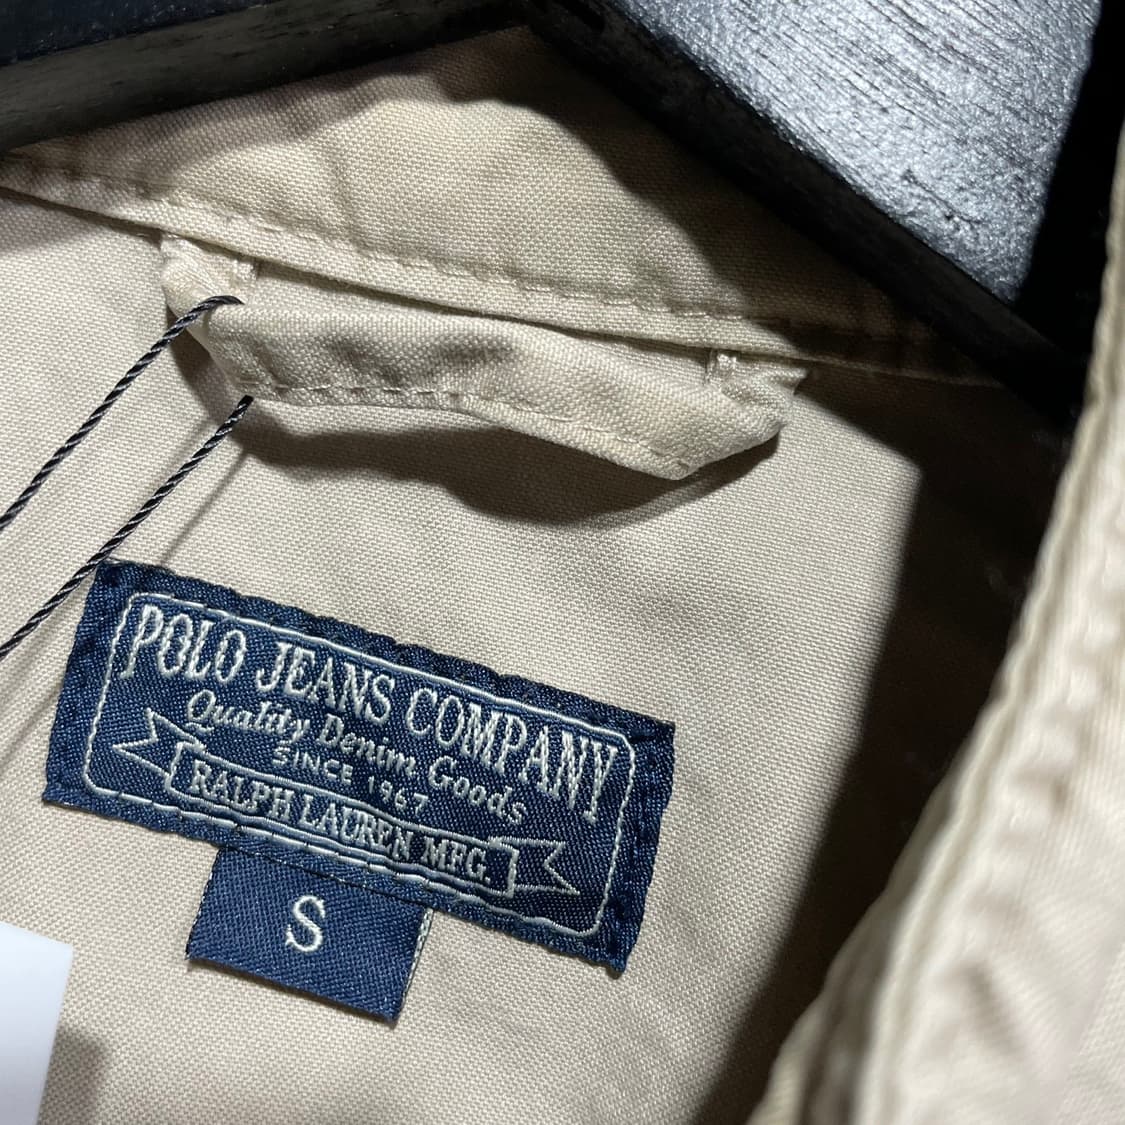 POLO JEANS COMPANY
Quality Denim Goods
SINCE 1967
RALPH LAUREN MFG.
S